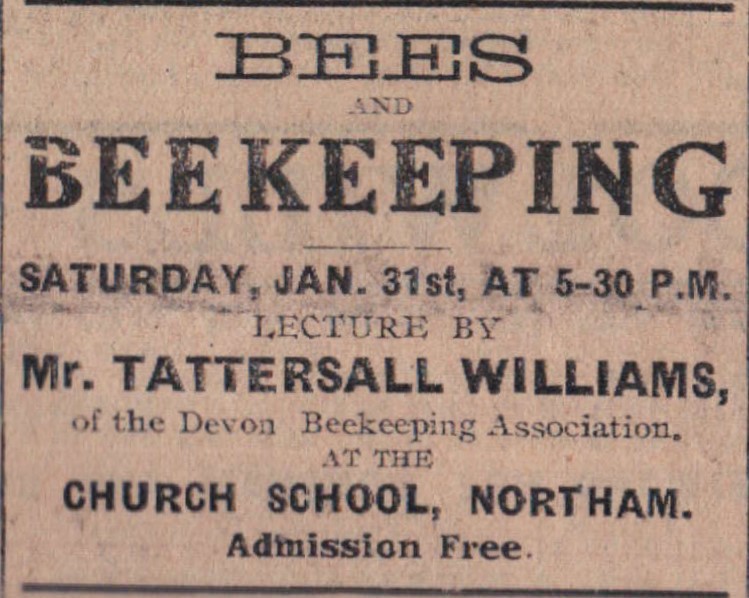 BEES
AND
BEEKEEPING
SATURDAY, JAN. 31st, AT 5-30 P.M.
LECTURE BY
Mr. TATTERSALL WILLIAMS,
of the Devon Beekeeping Association.
AT THE
CHURCH SCHOOL, NORTHAM.
Admission Free.